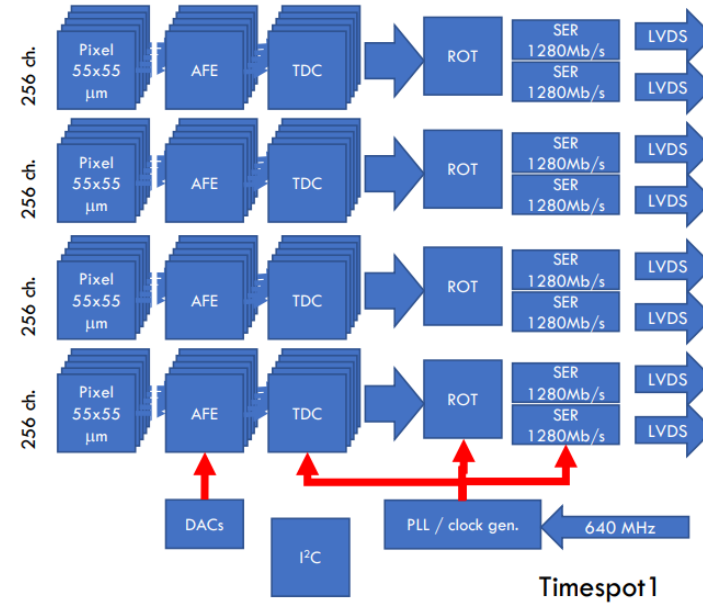 256 ch.
Pixel
55x55
μm
AFE
TDC
ROT
SER
1280Mb/s
SER
1280Mb/s
LVDS
LVDS
256 ch.
Pixel
55x55
μm
AFE
TDC
ROT
SER
1280Mb/s
SER
1280Mb/s
LVDS
LVDS
256 ch.
Pixel
55x55
μm
AFE
TDC
ROT
SER
1280Mb/s
SER
1280Mb/s
LVDS
LVDS
256 ch.
Pixel
55x55
μm
AFE
TDC
ROT
SER
1280Mb/s
SER
1280Mb/s
LVDS
LVDS
DACs
I²C
PLL / clock gen.
640 MHz
Timespot1